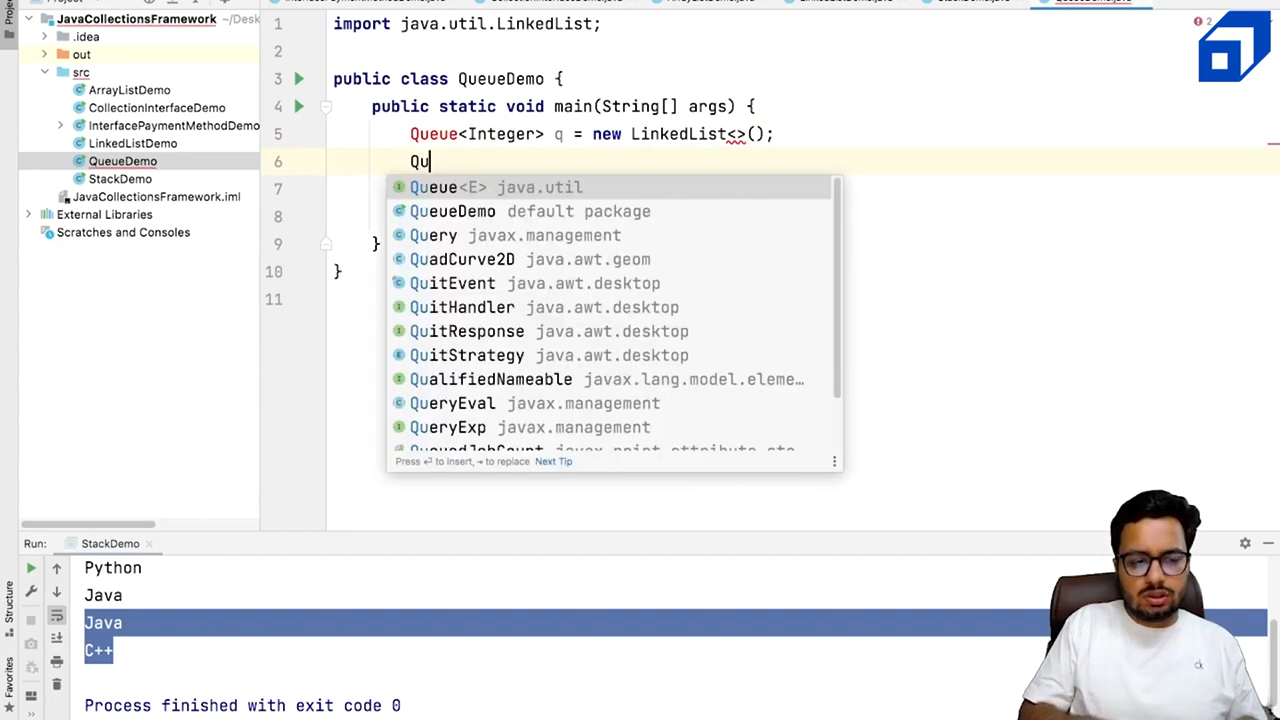 JavaCollectionsFramework ~/Desk
.idea
out
src
ArrayListDemo
CollectionInterfaceDemo
InterfacePaymentMethodDemo
LinkedListDemo
QueueDemo
StackDemo
JavaCollectionsFramework.iml
External Libraries
Scratches and Consoles
1 import java.util.LinkedList;
2
3 public class QueueDemo {
4 public static void main(String[] args) {
5 Queue<Integer> q = new LinkedList<>();
6 Qu
7
8
9 }
10 }
11
2
Queue<E> java.util
QueueDemo default package
Query javax.management
QuadCurve2D java.awt.geom
QuitEvent java.awt.desktop
QuitHandler java.awt.desktop
QuitResponse java.awt.desktop
QuitStrategy java.awt.desktop
QualifiedNameable javax.lang.model.eleme…
QueryEval javax.management
QueryExp javax.management
Press ↵ to insert, ⇥ to replace Next Tip
Run: StackDemo
Python
Java
Java
C++
Process finished with exit code 0
Structure
Favorites